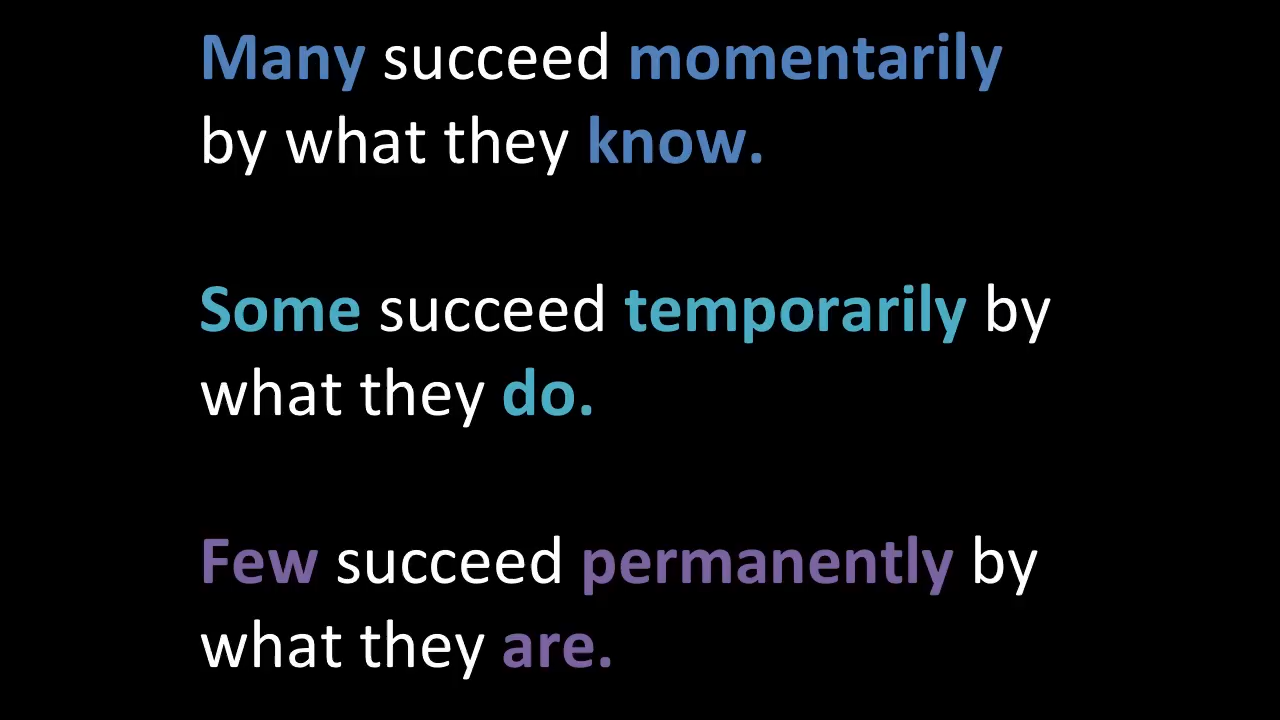 Many succeed momentarily
by what they know.
Some succeed temporarily by
what they do.
Few succeed permanently by
what they are.